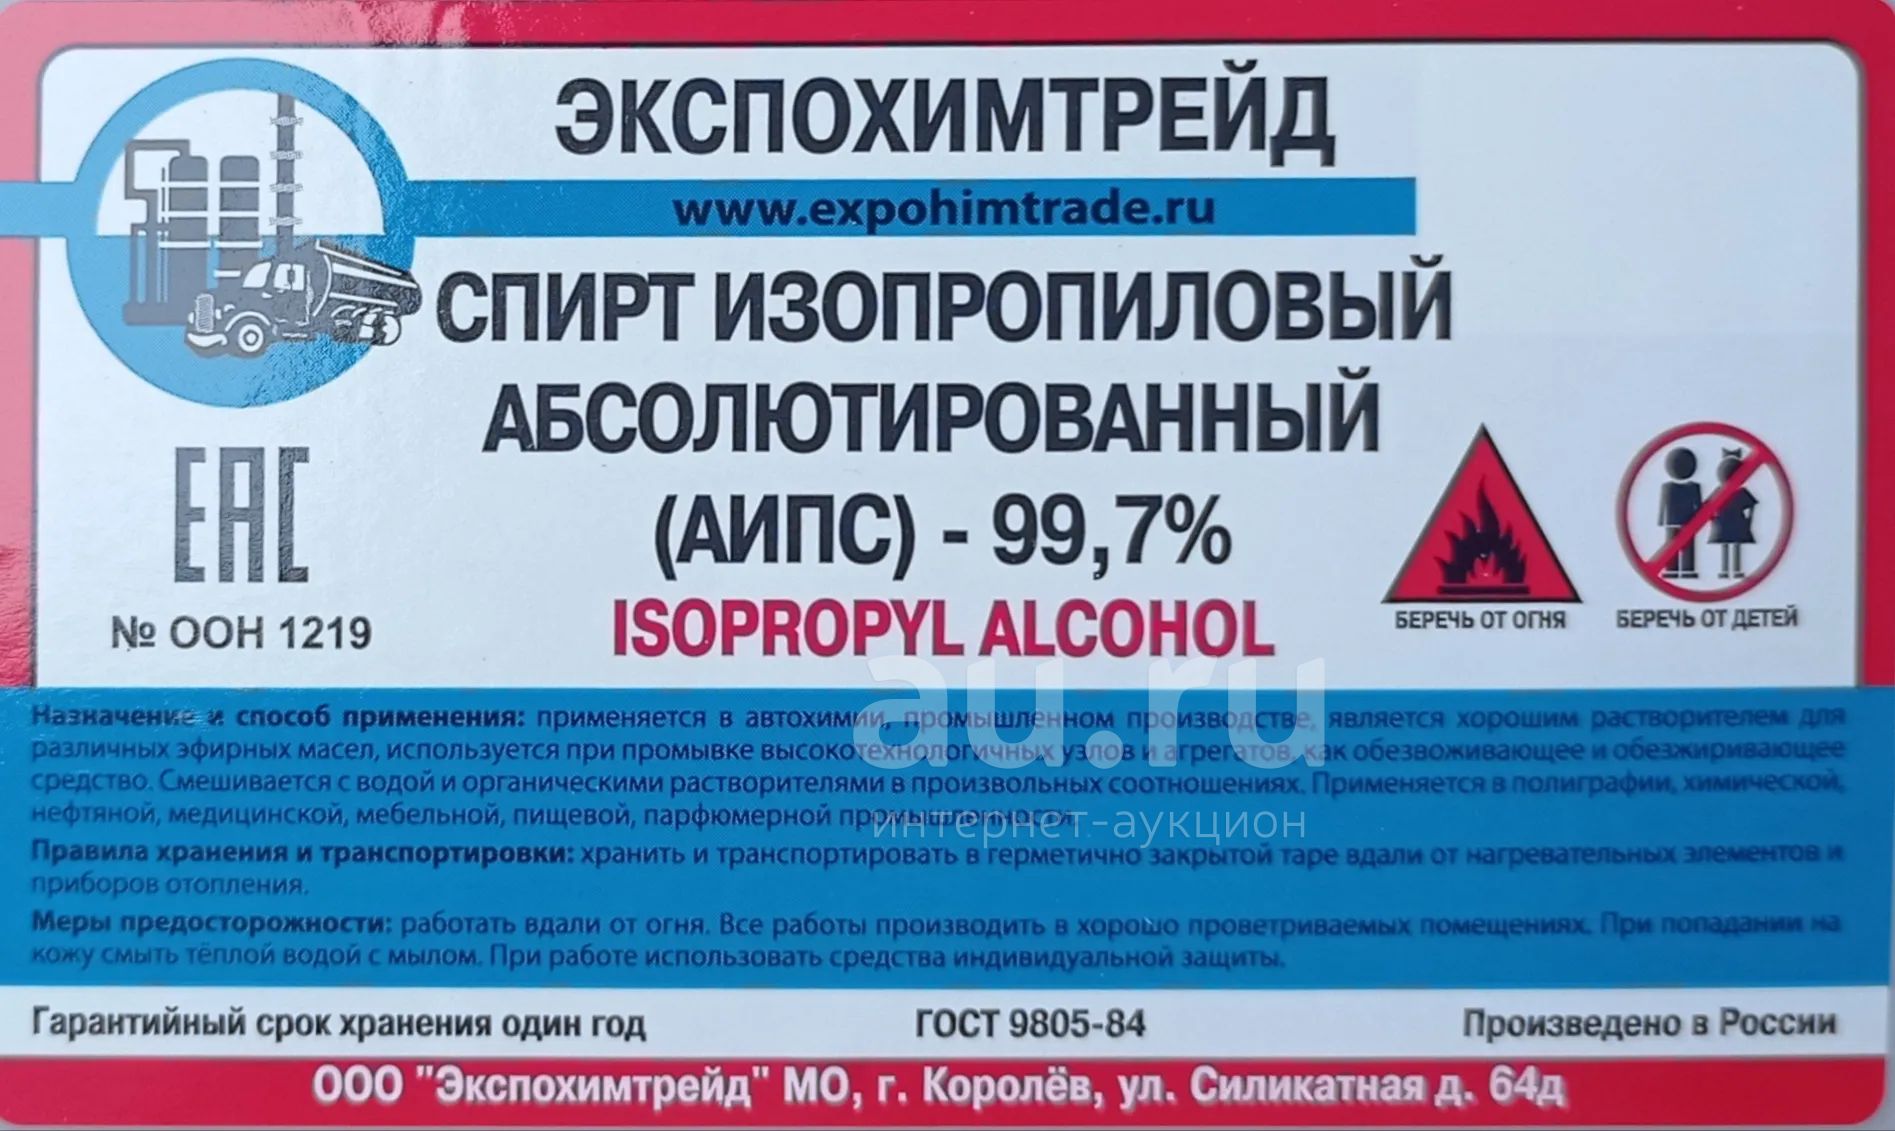 ЭКСПОХИМТРЕЙД
www.expohimtrade.ru
СПИРТ ИЗОПРОПИЛОВЫЙ
АБСОЛЮТИРОВАННЫЙ
(АИПС) - 99,7%
ISOPROPYL ALCOHOL
ЕАС
№ ООН 1219
БЕРЕЧЬ ОТ ОГНЯ
БЕРЕЧЬ ОТ ДЕТЕЙ
au.ru
интернет-аукцион
Назначение и способ применения: применяется в автохимии, промышленном производстве, является хорошим растворителем для
различных эфирных масел, используется при промывке высокотехнологичных узлов и агрегатов, как обезвоживающее и обезжиривающее
средство. Смешивается с водой и органическими растворителями в произвольных соотношениях. Применяется в полиграфии, химической,
нефтяной, медицинской, мебельной, пищевой, парфюмерной промышленности.
Правила хранения и транспортировки: хранить и транспортировать в герметично закрытой таре вдали от нагревательных элементов и
приборов отопления.
Меры предосторожности: работать вдали от огня. Все работы производить в хорошо проветриваемых помещениях. При попадании на
кожу смыть тёплой водой с мылом. При работе использовать средства индивидуальной защиты.
Гарантийный срок хранения один год
ГОСТ 9805-84
Произведено в России
ООО "Экспохимтрейд" МО, г. Королёв, ул. Силикатная д. 64д